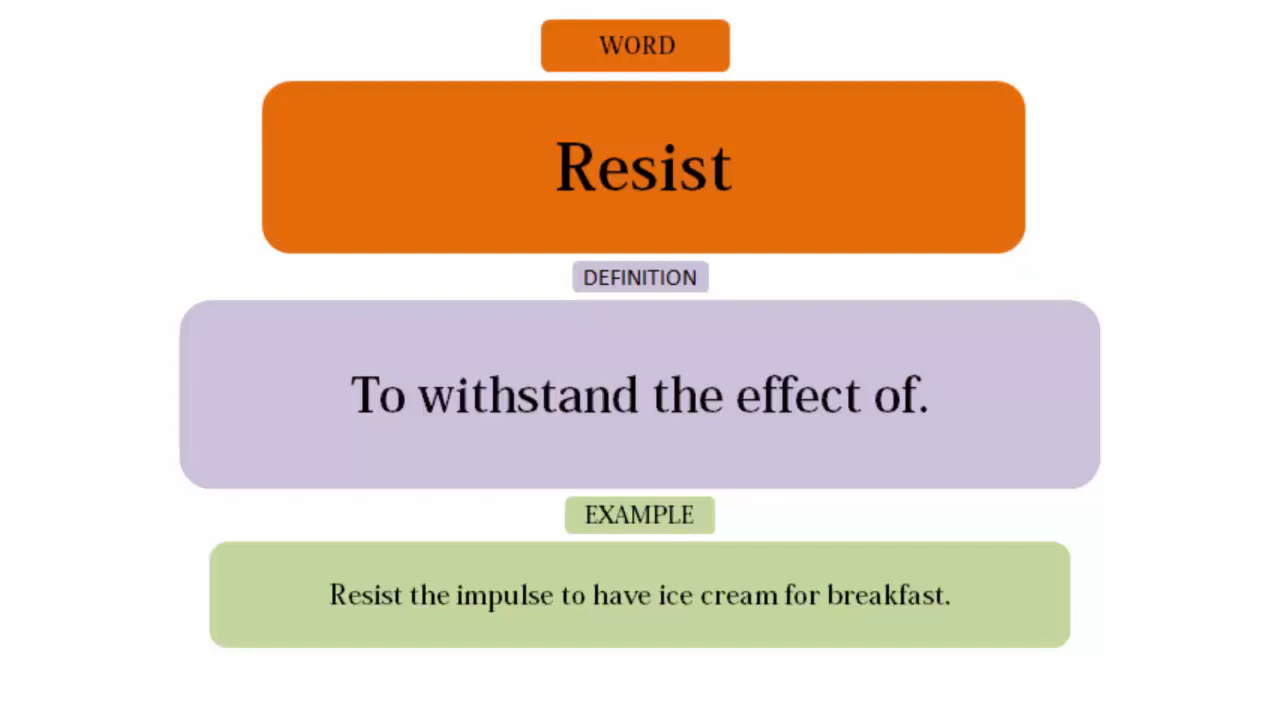 WORD
Resist
DEFINITION
To withstand the effect of.
EXAMPLE
Resist the impulse to have ice cream for breakfast.